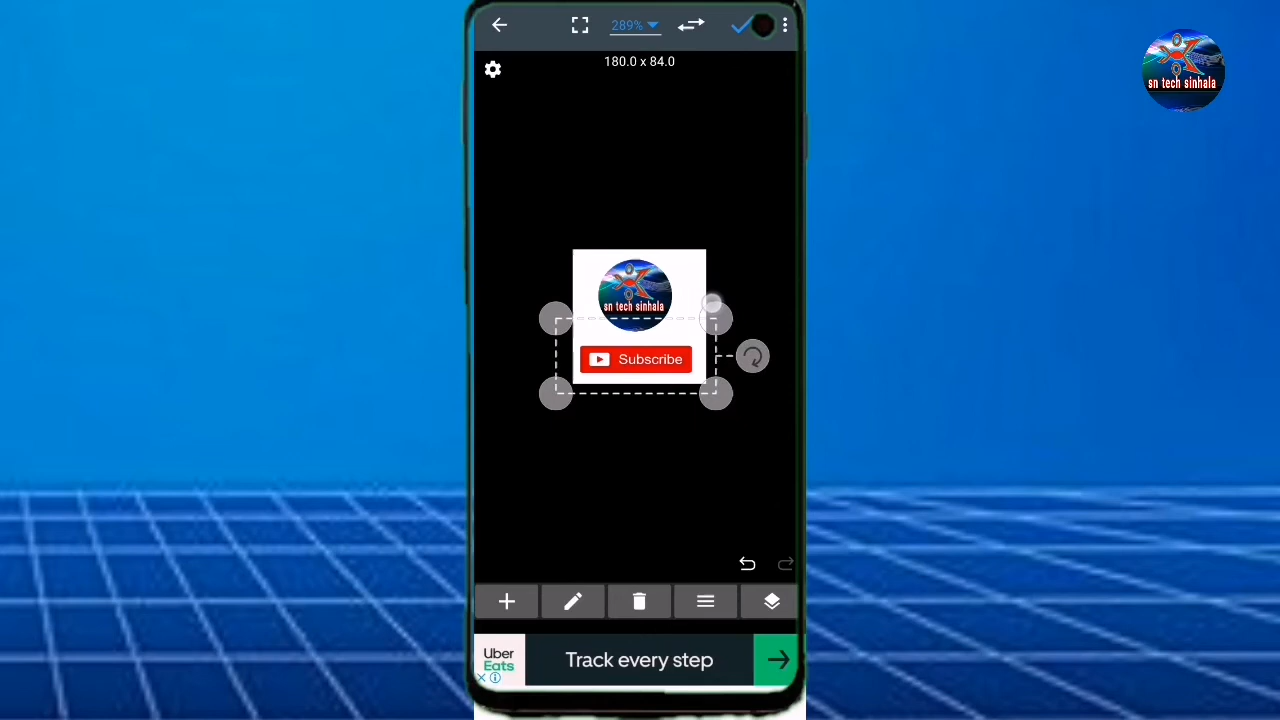 289%
180.0 x 84.0
sn tech sinhala
sn tech sinhala
Subscribe
Uber
Eats
Track every step